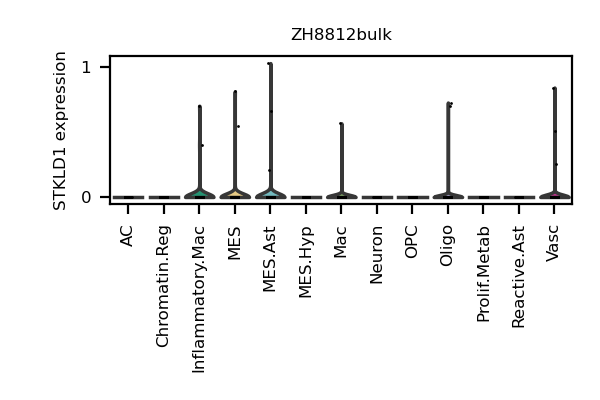 ZH8812bulk
STKLD1 expression
1
0
AC
Chromatin.Reg
Inflammatory.Mac
MES
MES.Ast
MES.Hyp
Mac
Neuron
OPC
Oligo
Prolif.Metab
Reactive.Ast
Vasc